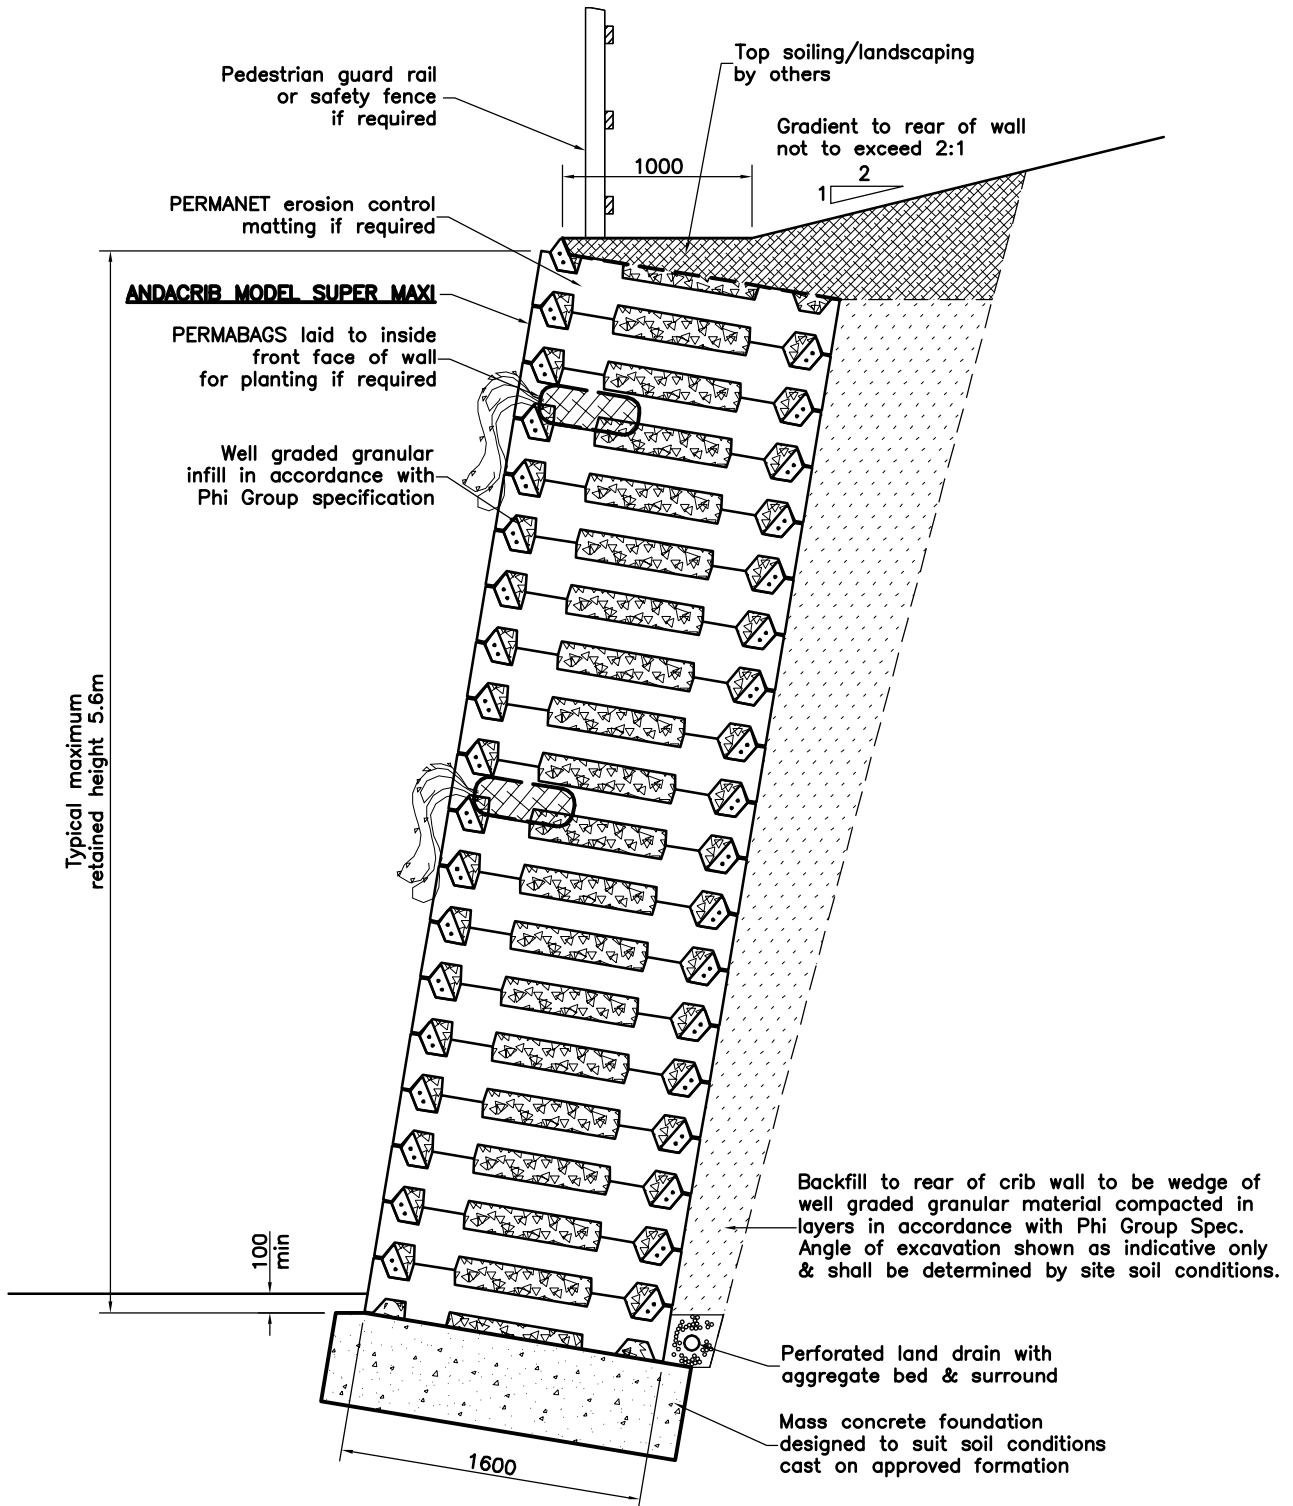 Pedestrian guard rail
or safety fence
if required
Top soiling/landscaping
by others
Gradient to rear of wall
not to exceed 2:1
2
1
1000
PERMANET erosion control
matting if required
ANDACRIB MODEL SUPER MAXI
PERMABAGS laid to inside
front face of wall
for planting if required
Well graded granular
infill in accordance with
Phi Group specification
Typical maximum
retained height 5.6m
100
min
Backfill to rear of crib wall to be wedge of
well graded granular material compacted in
layers in accordance with Phi Group Spec.
Angle of excavation shown as indicative only
& shall be determined by site soil conditions.
Perforated land drain with
aggregate bed & surround
Mass concrete foundation
designed to suit soil conditions
cast on approved formation
1600